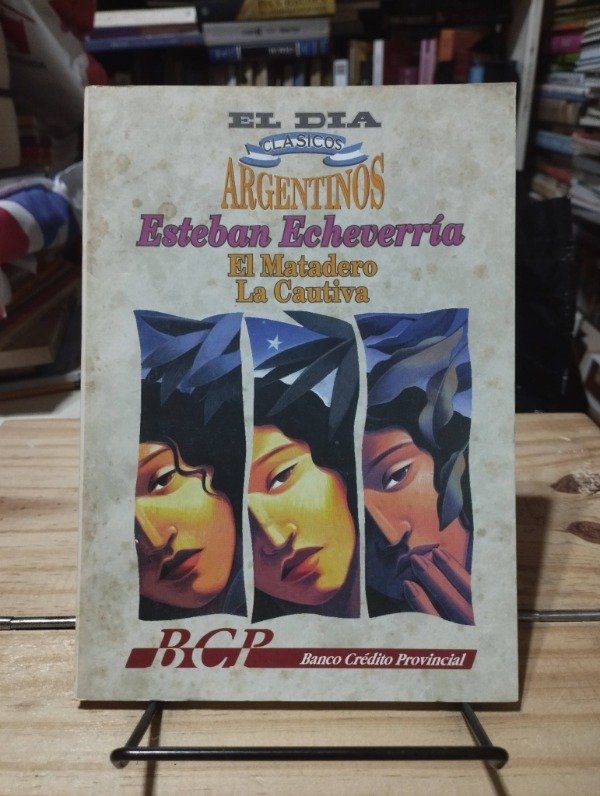 EL DIA
CLASICOS
ARGENTINOS
Esteban Echeverría
El Matadero
La Cautiva
BCP Banco Crédito Provincial